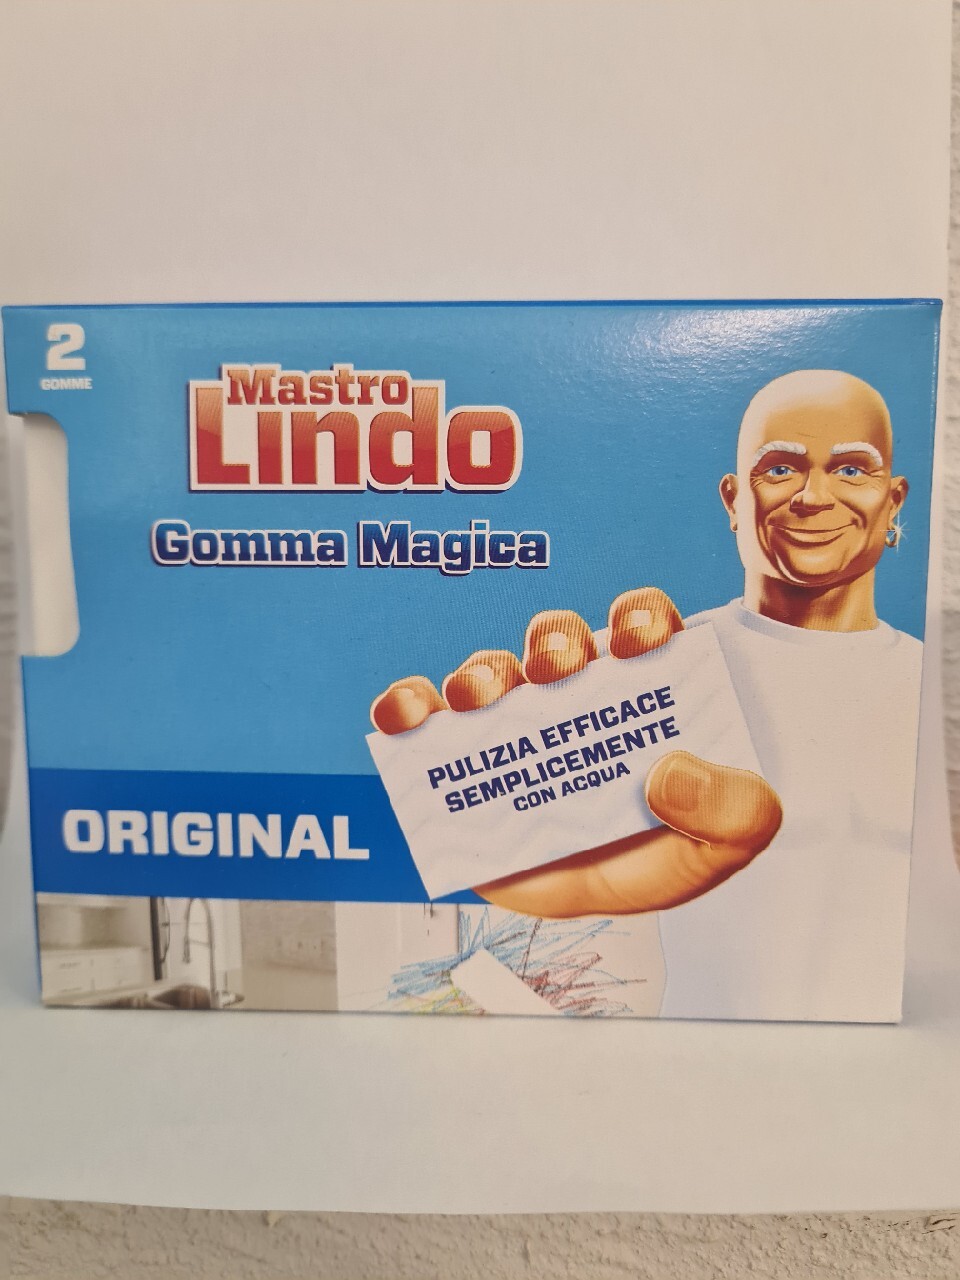 2
GOMME
Mastro
Lindo
Gomma Magica
PULIZIA EFFICACE
SEMPLICEMENTE
CON ACQUA
ORIGINAL